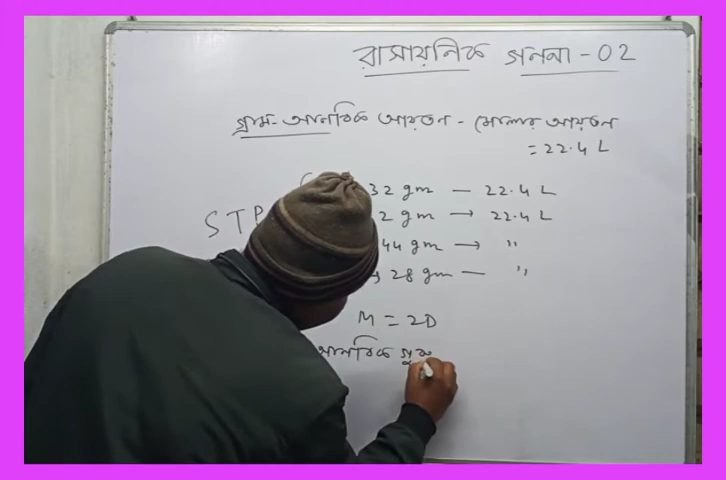 রাসায়নিক গননা - 02
গ্রাম-আনবিক আয়তন - মোলার আয়তন
= 22.4 L
32 gm — 22.4 L
STP 2 gm → 22.4 L
44 gm → "
28 gm — "
M = 2D
আনবিক